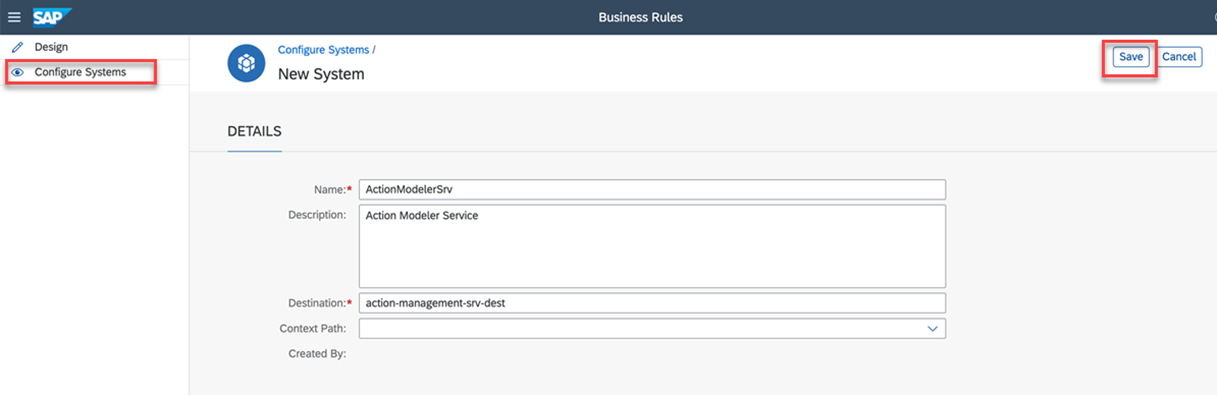 SAP
Business Rules
Design
Configure Systems
Configure Systems /
New System
Save
Cancel
DETAILS
Name:*
ActionModelerSrv
Description:
Action Modeler Service
Destination:*
action-management-srv-dest
Context Path:
Created By: